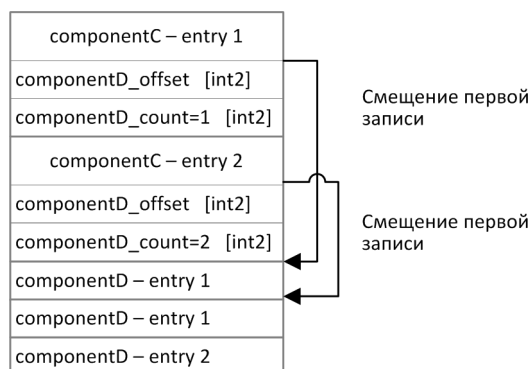 componentC – entry 1
componentD_offset [int2]
componentD_count=1 [int2]
componentC – entry 2
componentD_offset [int2]
componentD_count=2 [int2]
componentD – entry 1
componentD – entry 1
componentD – entry 2
Смещение первой
записи
Смещение первой
записи